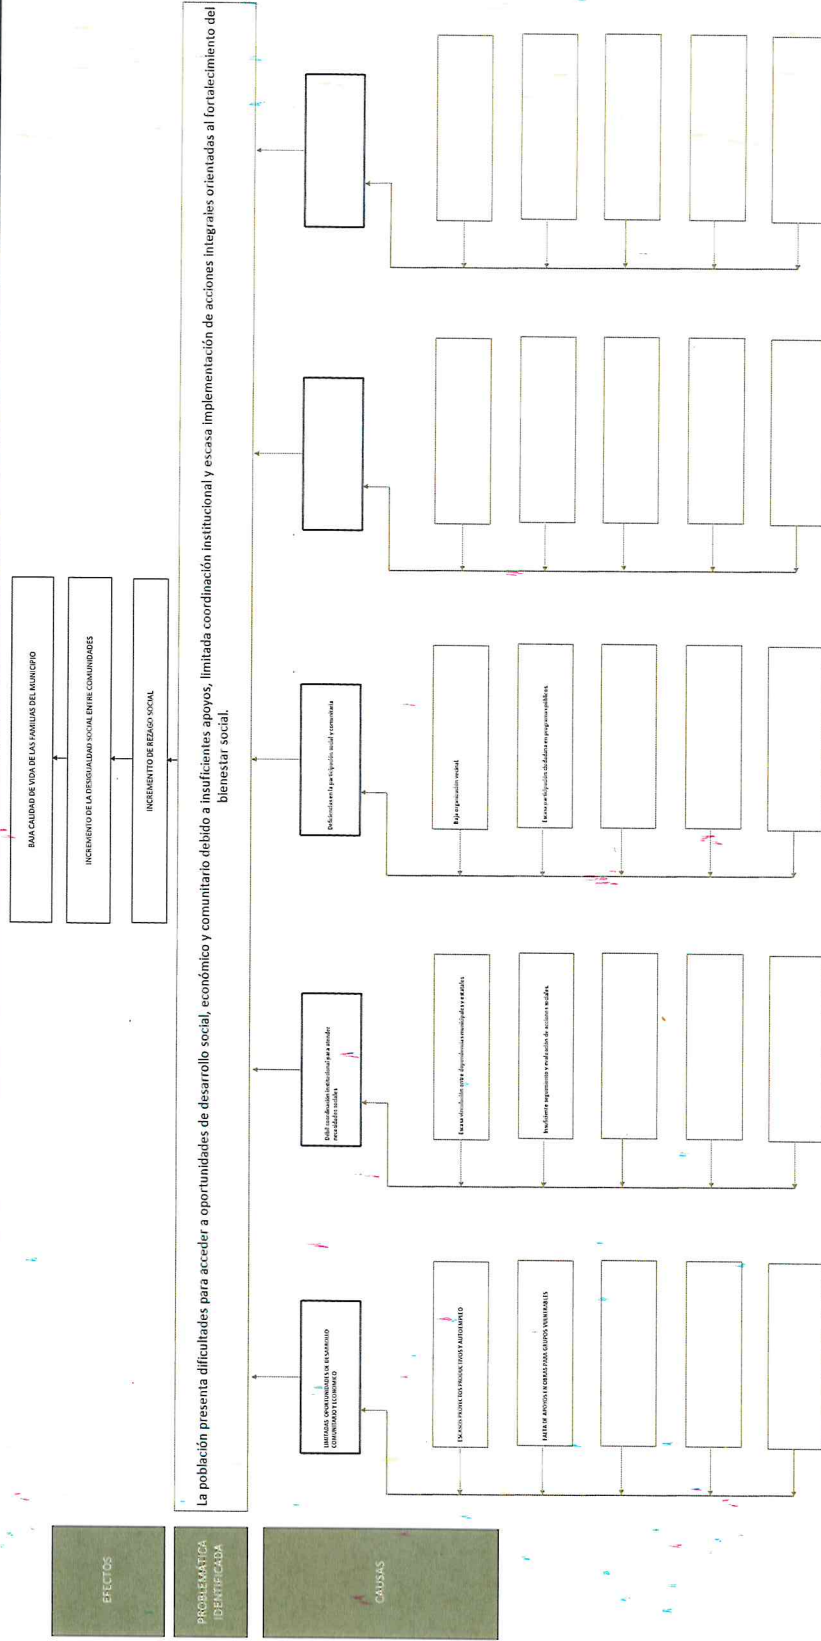 EFECTOS
BAJA CALIDAD DE VIDA DE LAS FAMILIAS DEL MUNICIPIO
INCREMENTO DE LA DESIGUALDAD SOCIAL ENTRE COMUNIDADES
INCREMENTTO DE REZAGO SOCIAL
PROBLEMÁTICA
IDENTIFICADA
La población presenta dificultades para acceder a oportunidades de desarrollo social, económico y comunitario debido a insuficientes apoyos, limitada coordinación institucional y escasa implementación de acciones integrales orientadas al fortalecimiento del
bienestar social.
CAUSAS
LIMITADAS OPORTUNIDADES DE DESARROLLO
COMUNITARIO Y ECONOMICO
ESCASOS PROYECTOS PRODUCTIVOS Y AUTOEMPLEO
FALTA DE APOYOS EN OBRAS PARA GRUPOS VULNERABLES
Débil coordinación institucional para atender
necesidades sociales
Escasa vinculación entre dependencias municipales y estatales
Insuficiente seguimiento y evaluación de acciones sociales.
Deficiencias en la participación social y comunitaria
Baja organización vecinal.
Escasa participación ciudadana en programas públicos.